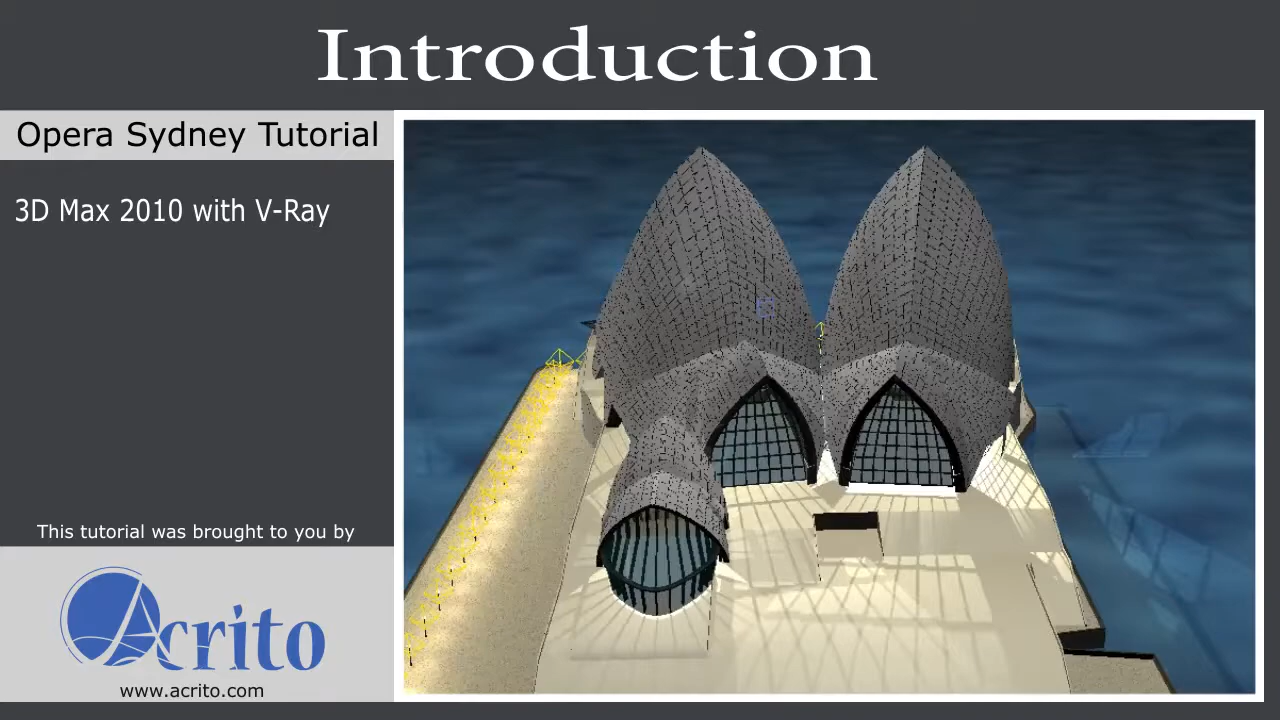 Introduction
Opera Sydney Tutorial
3D Max 2010 with V-Ray
This tutorial was brought to you by
Acrito
www.acrito.com